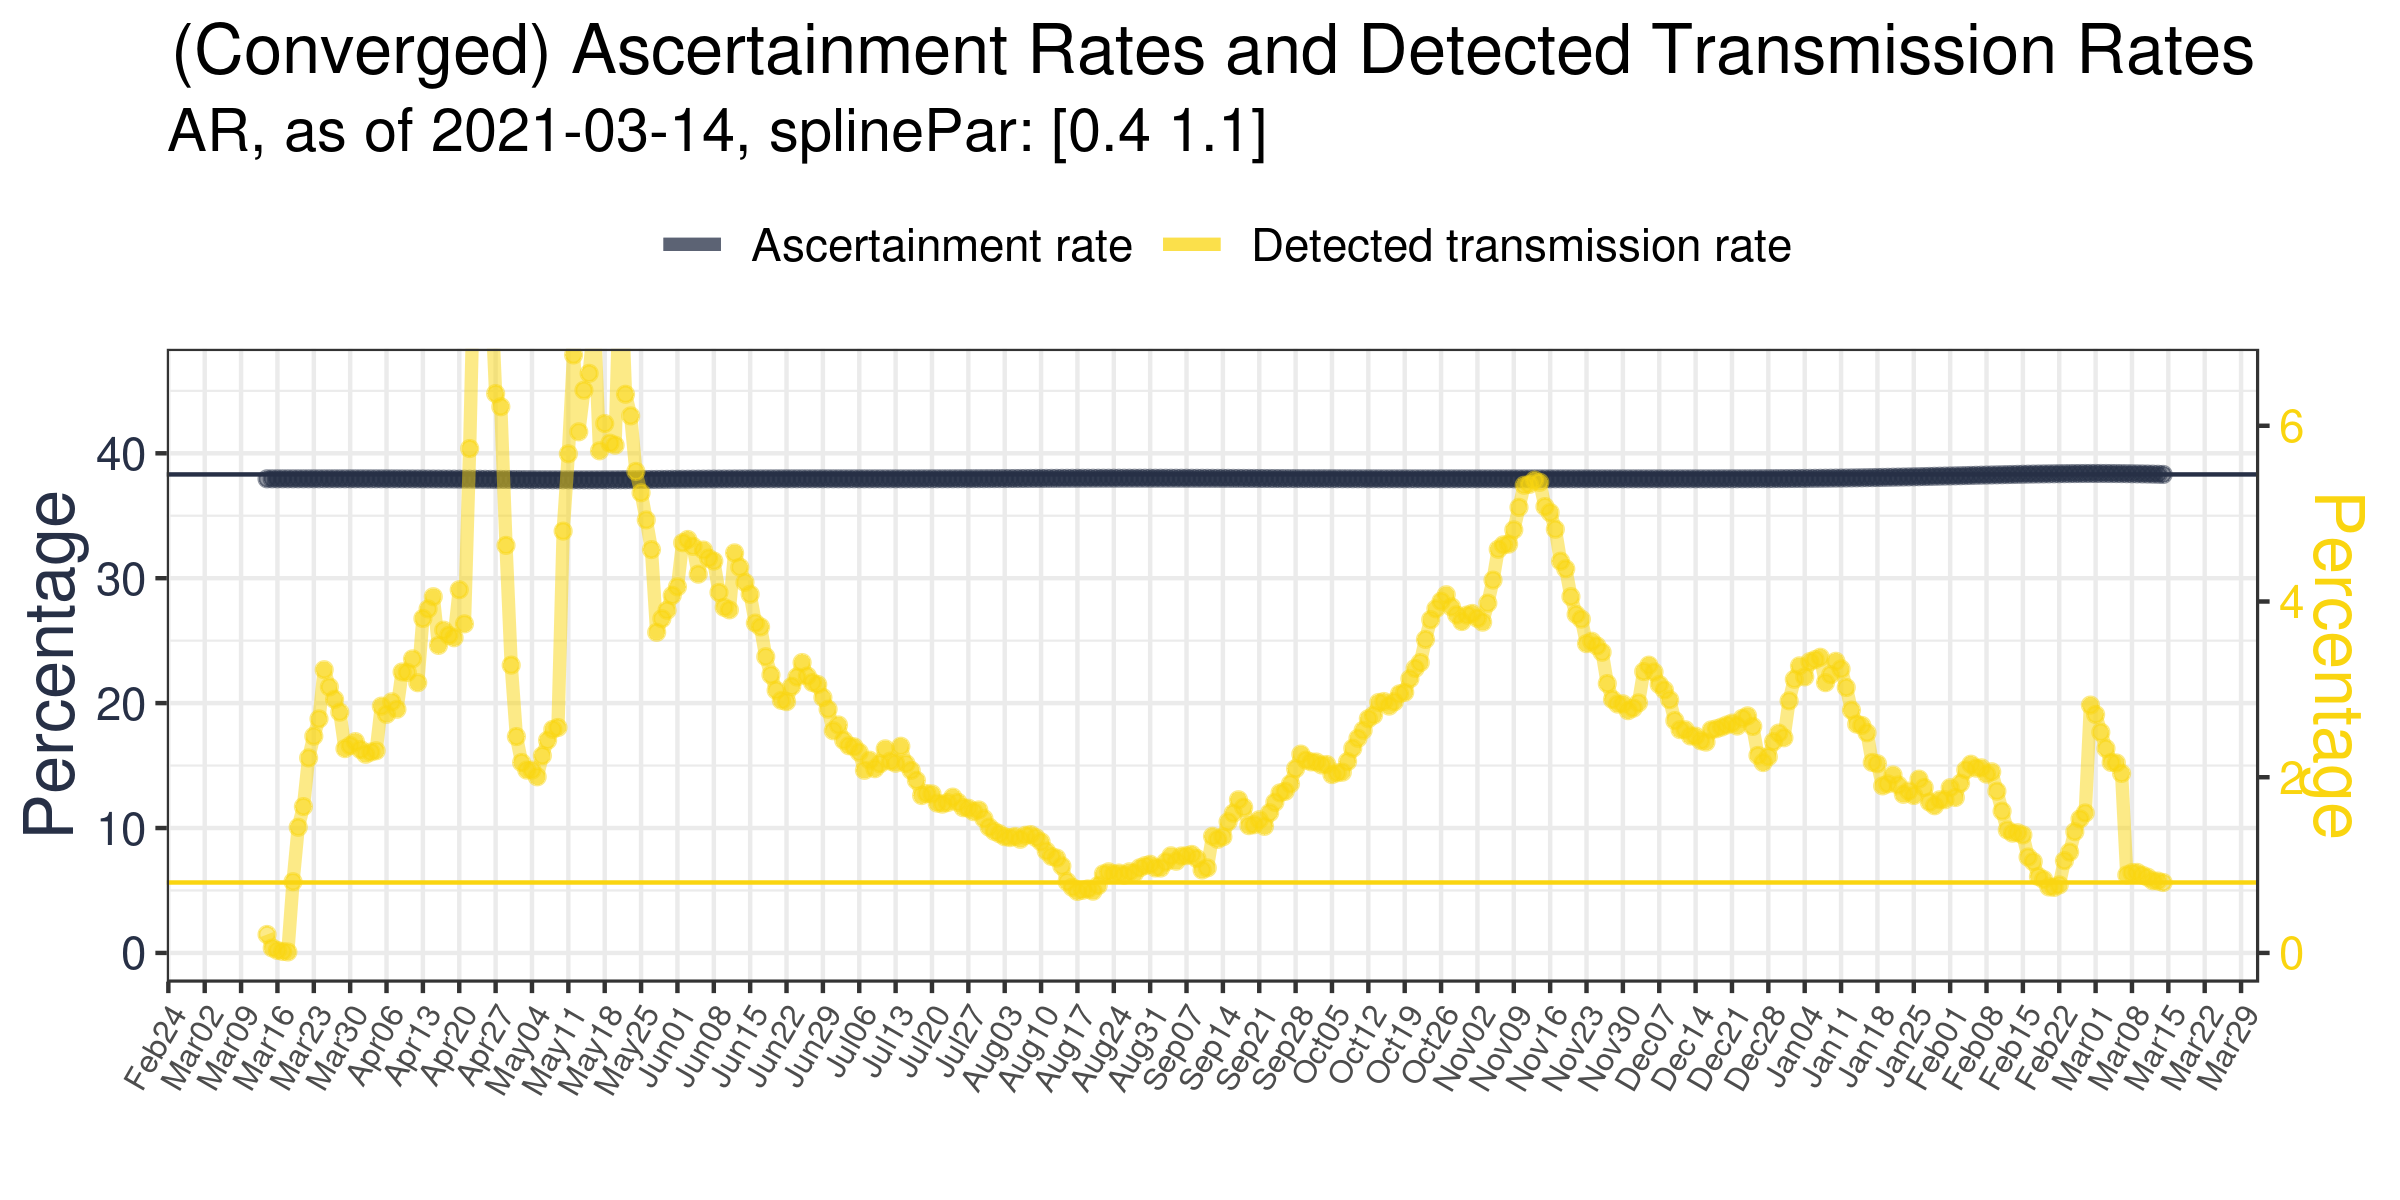 (Converged) Ascertainment Rates and Detected Transmission Rates
AR, as of 2021-03-14, splinePar: [0.4 1.1]
Ascertainment rate
Detected transmission rate
Percentage
40
30
20
10
0
6
4
2
0
Percentage
Feb24
Mar02
Mar09
Mar16
Mar23
Mar30
Apr06
Apr13
Apr20
Apr27
May04
May11
May18
May25
Jun01
Jun08
Jun15
Jun22
Jun29
Jul06
Jul13
Jul20
Jul27
Aug03
Aug10
Aug17
Aug24
Aug31
Sep07
Sep14
Sep21
Sep28
Oct05
Oct12
Oct19
Oct26
Nov02
Nov09
Nov16
Nov23
Nov30
Dec07
Dec14
Dec21
Dec28
Jan04
Jan11
Jan18
Jan25
Feb01
Feb08
Feb15
Feb22
Mar01
Mar08
Mar15
Mar22
Mar29